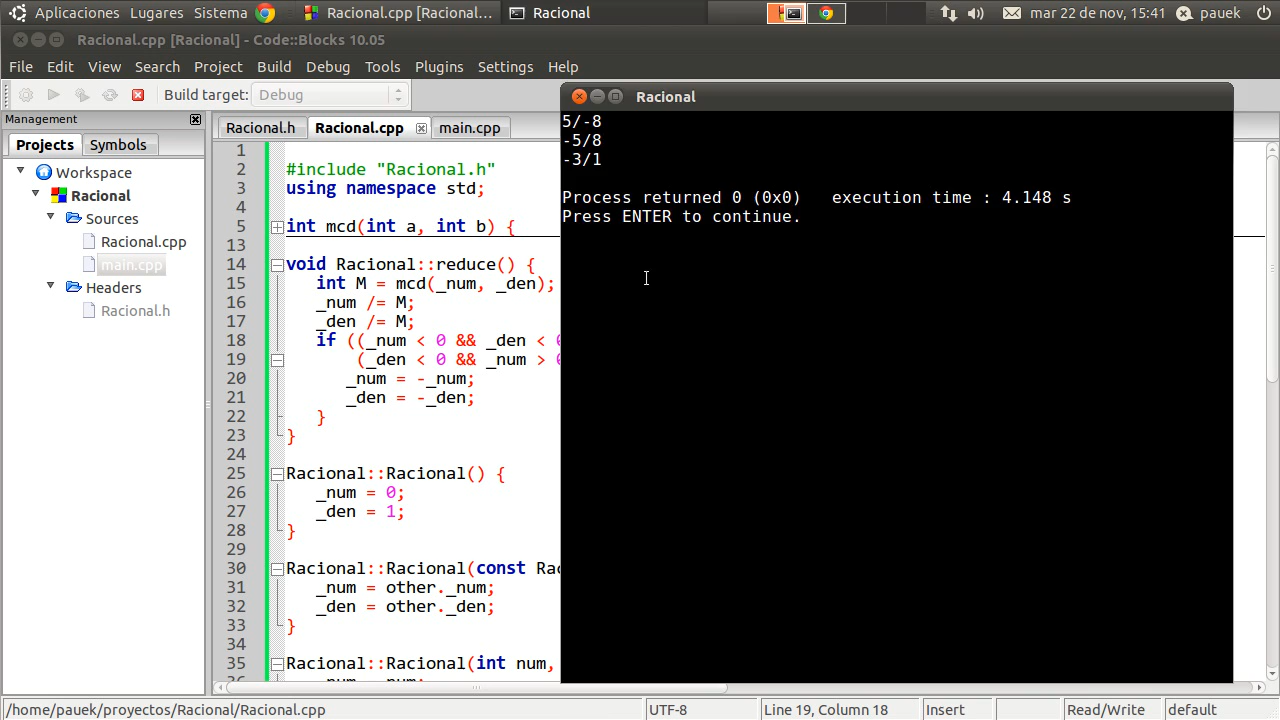 Aplicaciones Lugares Sistema Racional.cpp [Racional... Racional mar 22 de nov, 15:41 pauek
Racional.cpp [Racional] - Code::Blocks 10.05
File Edit View Search Project Build Debug Tools Plugins Settings Help
Build target: Debug
Management
Projects Symbols
Workspace
Racional
Sources
Racional.cpp
main.cpp
Headers
Racional.h
Racional.h Racional.cpp main.cpp
1
2 #include "Racional.h"
3 using namespace std;
4
5 int mcd(int a, int b) {
13
14 void Racional::reduce() {
15 int M = mcd(_num, _den);
16 _num /= M;
17 _den /= M;
18 if ((_num < 0 && _den < 0
19 (_den < 0 && _num > 0
20 _num = -_num;
21 _den = -_den;
22 }
23 }
24
25 Racional::Racional() {
26 _num = 0;
27 _den = 1;
28 }
29
30 Racional::Racional(const Rac
31 _num = other._num;
32 _den = other._den;
33 }
34
35 Racional::Racional(int num,
Racional
5/-8
-5/8
-3/1
Process returned 0 (0x0) execution time : 4.148 s
Press ENTER to continue.
/home/pauek/proyectos/Racional/Racional.cpp UTF-8 Line 19, Column 18 Insert Read/Write default